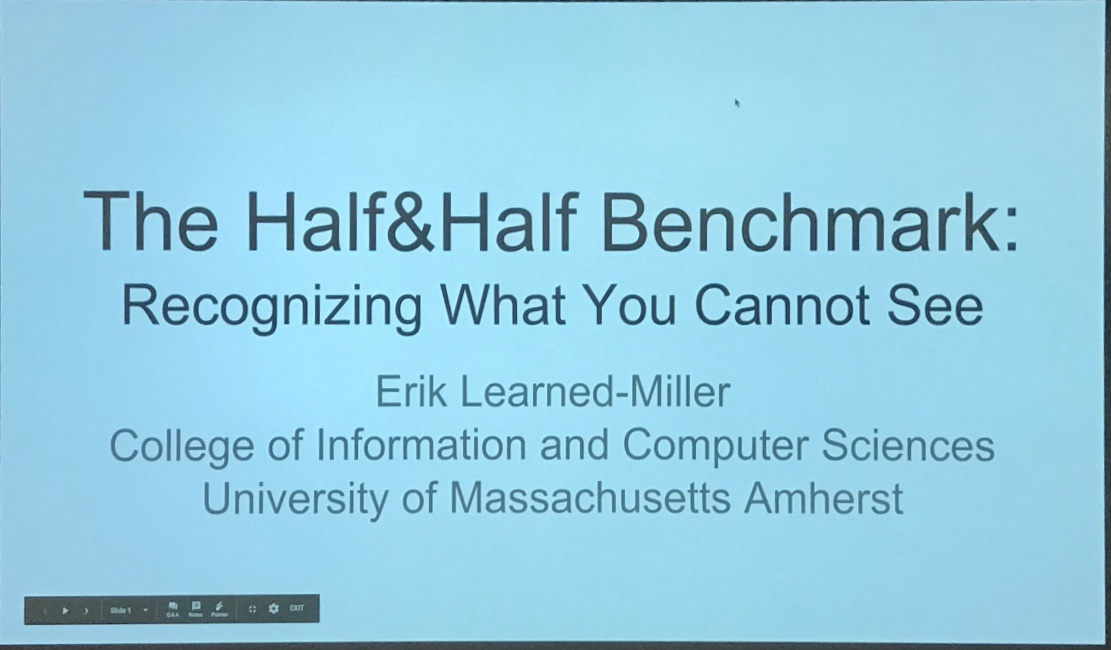 The Half&Half Benchmark:
Recognizing What You Cannot See
Erik Learned-Miller
College of Information and Computer Sciences
University of Massachusetts Amherst
Slide 1
Q&A
Notes
Pointer
EXIT